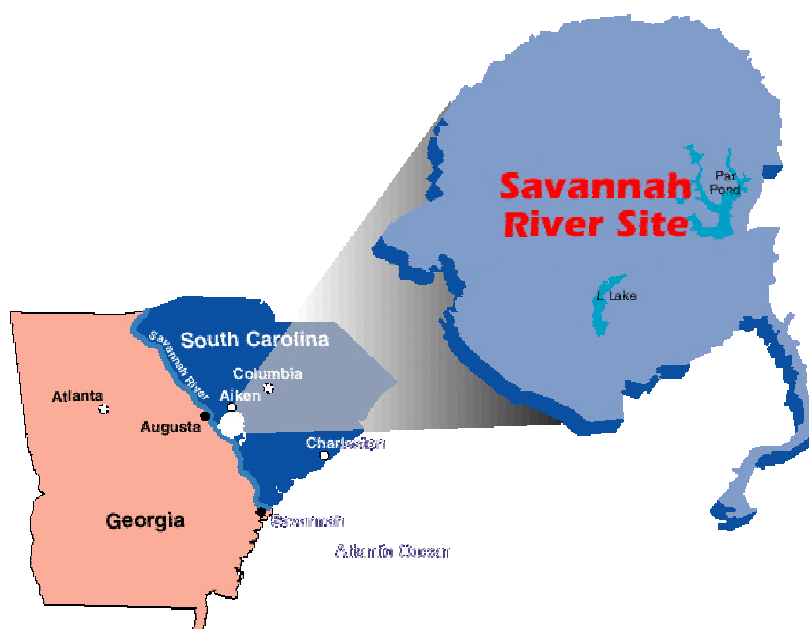 Savannah
River Site
Par
Pond
L Lake
South Carolina
Savannah River
Columbia
Atlanta
Aiken
Augusta
Charleston
Georgia
Savannah
Atlantic Ocean